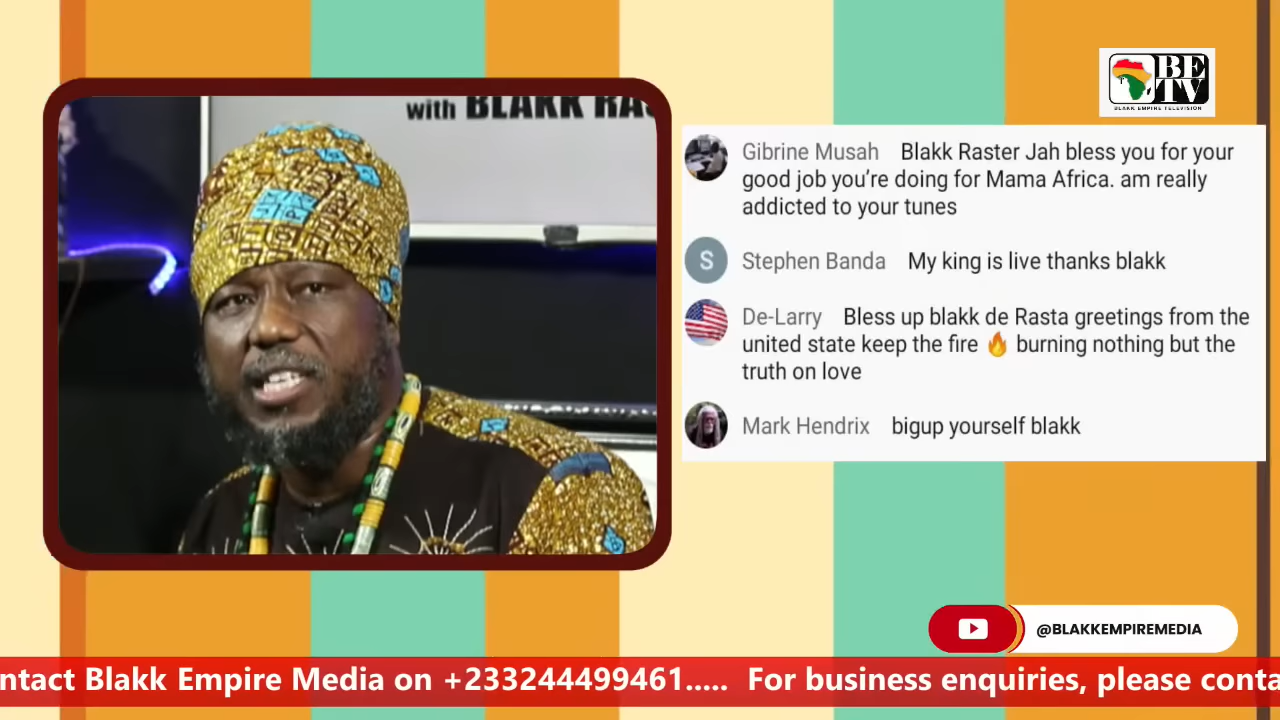 with BLAKK RAS
BE
TV
BLAKK EMPIRE TELEVISION
Gibrine Musah Blakk Raster Jah bless you for your
good job you're doing for Mama Africa. am really
addicted to your tunes
S
Stephen Banda My king is live thanks blakk
De-Larry Bless up blakk de Rasta greetings from the
united state keep the fire 🔥 burning nothing but the
truth on love
Mark Hendrix bigup yourself blakk
@BLAKKEMPIREMEDIA
ntact Blakk Empire Media on +233244499461..... For business enquiries, please conta